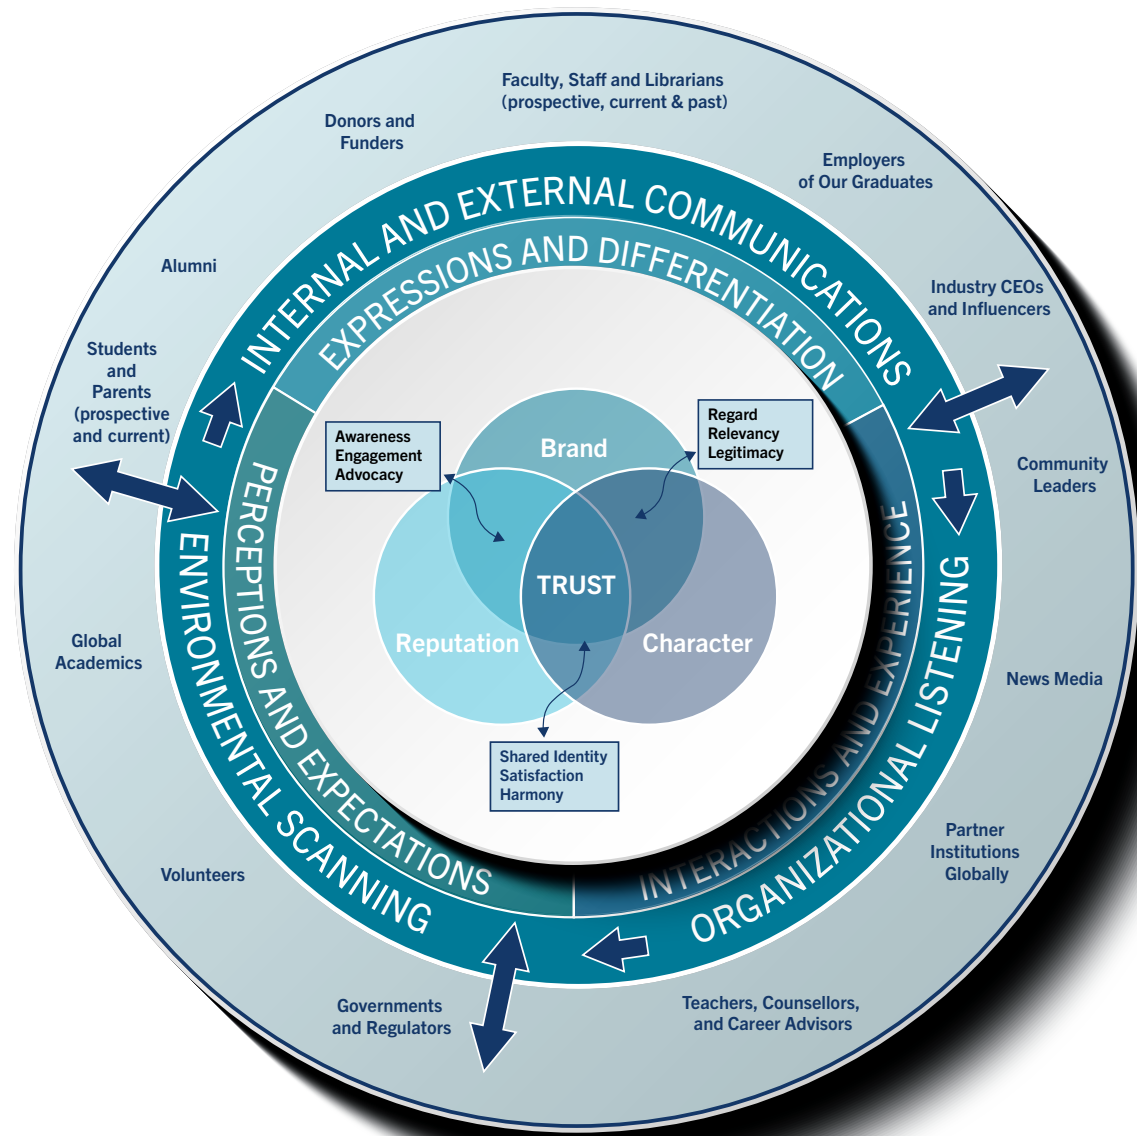 Faculty, Staff and Librarians
(prospective, current & past)
Donors and
Funders
Employers
of Our Graduates
Alumni
Industry CEOs
and Influencers
Students
and
Parents
(prospective
and current)
Community
Leaders
Global
Academics
News Media
Volunteers
Partner
Institutions
Globally
Governments
and Regulators
Teachers, Counsellors,
and Career Advisors
INTERNAL AND EXTERNAL COMMUNICATIONS
ORGANIZATIONAL LISTENING
ENVIRONMENTAL SCANNING
EXPRESSIONS AND DIFFERENTIATION
INTERACTIONS AND EXPERIENCE
PERCEPTIONS AND EXPECTATIONS
Awareness
Engagement
Advocacy
Regard
Relevancy
Legitimacy
Brand
TRUST
Reputation
Character
Shared Identity
Satisfaction
Harmony